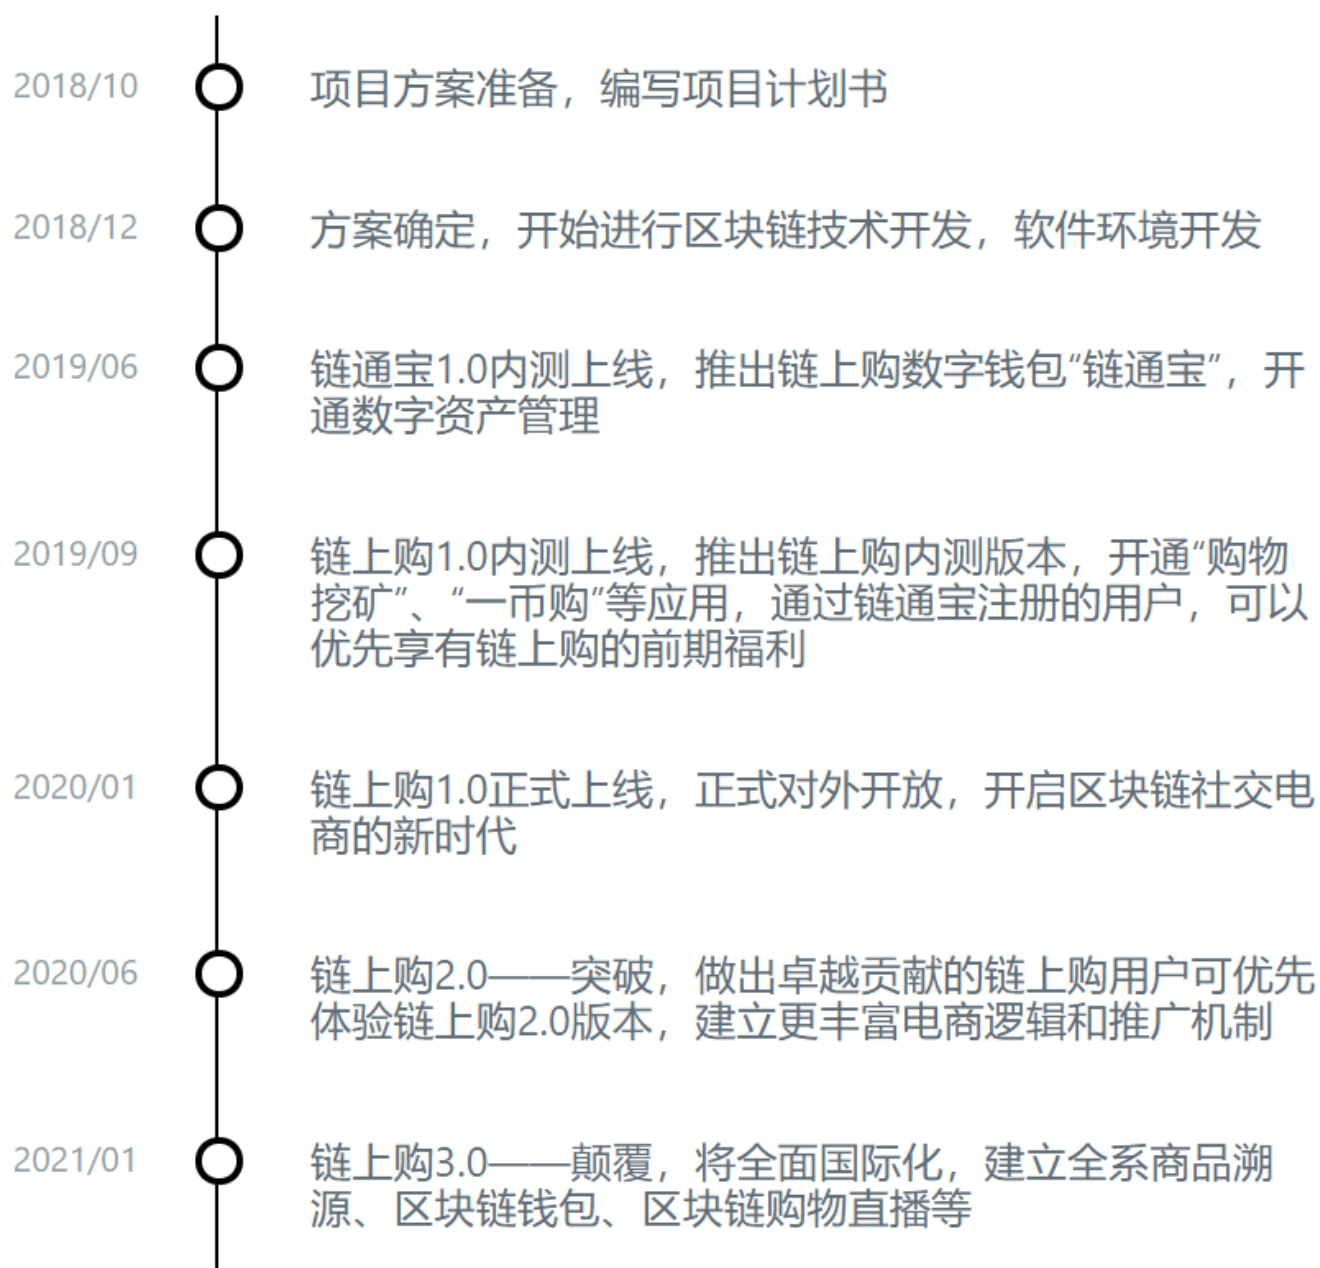 2018/10
项目方案准备，编写项目计划书
2018/12
方案确定，开始进行区块链技术开发，软件环境开发
2019/06
链通宝1.0内测上线，推出链上购数字钱包“链通宝”，开
通数字资产管理
2019/09
链上购1.0内测上线，推出链上购内测版本，开通“购物
挖矿”、“一币购”等应用，通过链通宝注册的用户，可以
优先享有链上购的前期福利
2020/01
链上购1.0正式上线，正式对外开放，开启区块链社交电
商的新时代
2020/06
链上购2.0——突破，做出卓越贡献的链上购用户可优先
体验链上购2.0版本，建立更丰富电商逻辑和推广机制
2021/01
链上购3.0——颠覆，将全面国际化，建立全系商品溯
源、区块链钱包、区块链购物直播等